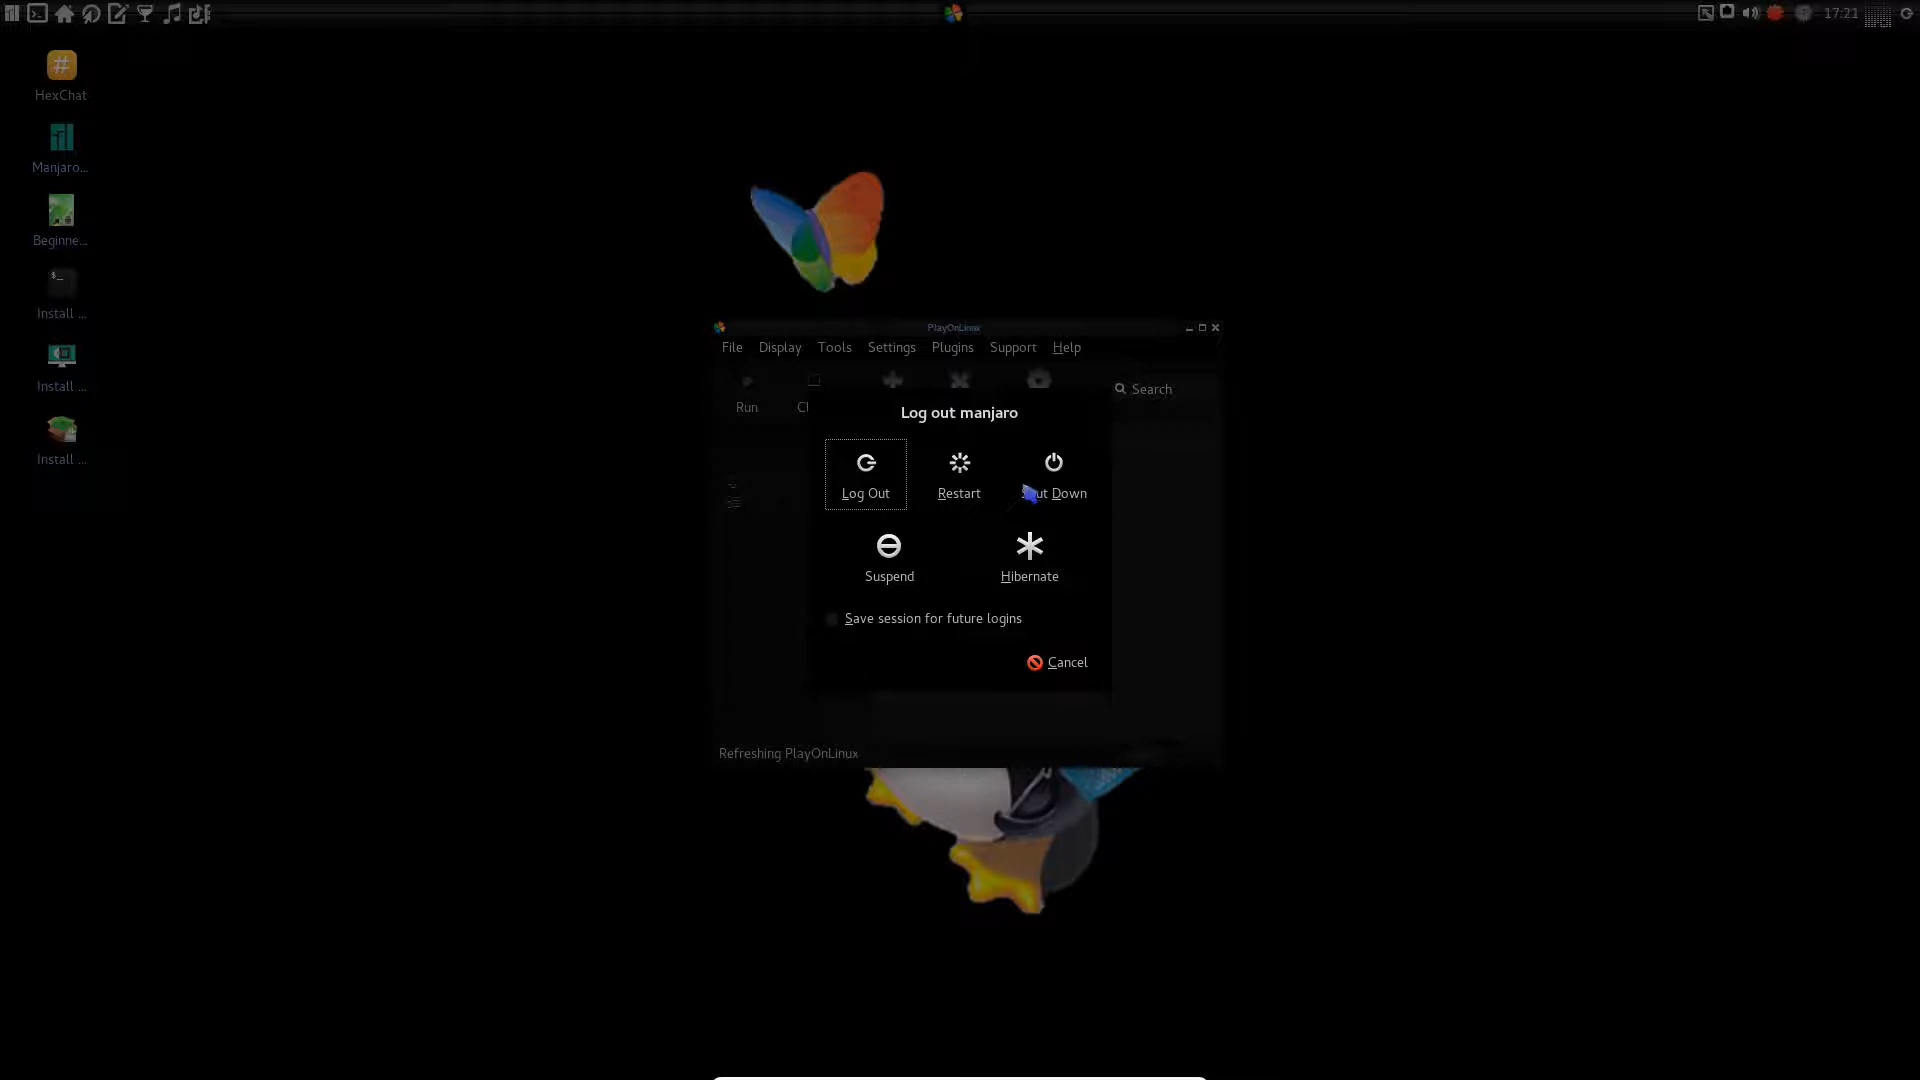 17:21
HexChat
Manjaro...
Beginne...
$_
Install ...
Install ...
Install ...
PlayOnLinux
File Display Tools Settings Plugins Support Help
Run
Search
Log out manjaro
Log Out
Restart
Down
Suspend
Hibernate
Save session for future logins
Cancel
Refreshing PlayOnLinux